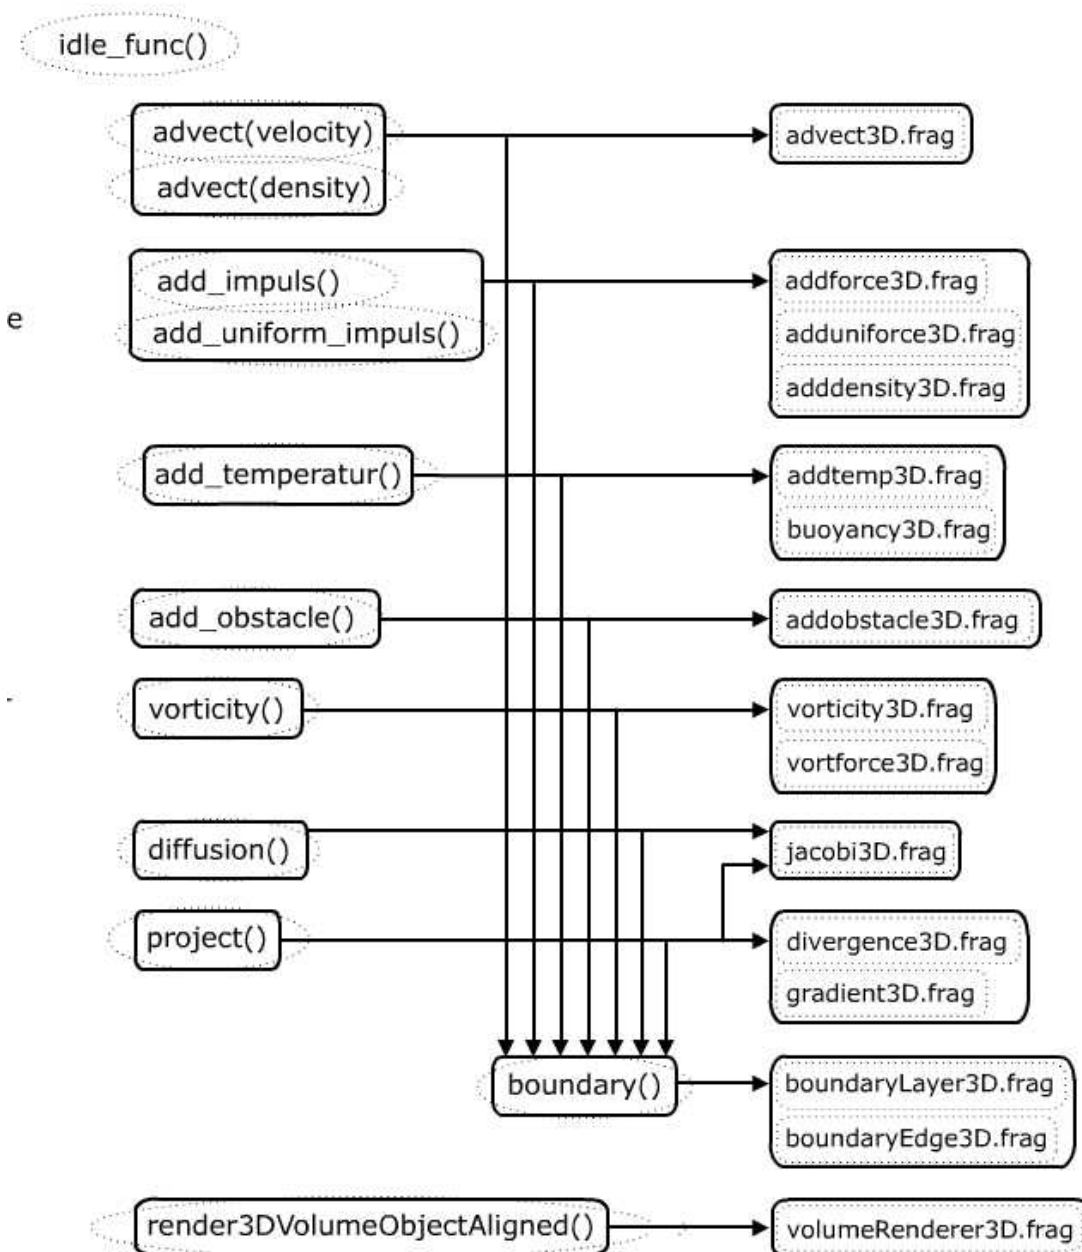 idle_func()
advect(velocity)
advect3D.frag
advect(density)
add_impuls()
addforce3D.frag
e
add_uniform_impuls()
adduniforce3D.frag
adddensity3D.frag
add_temperatur()
addtemp3D.frag
buoyancy3D.frag
add_obstacle()
addobstacle3D.frag
vorticity()
vorticity3D.frag
vortforce3D.frag
diffusion()
jacobi3D.frag
project()
divergence3D.frag
gradient3D.frag
boundary()
boundaryLayer3D.frag
boundaryEdge3D.frag
render3DVolumeObjectAligned()
volumeRenderer3D.frag